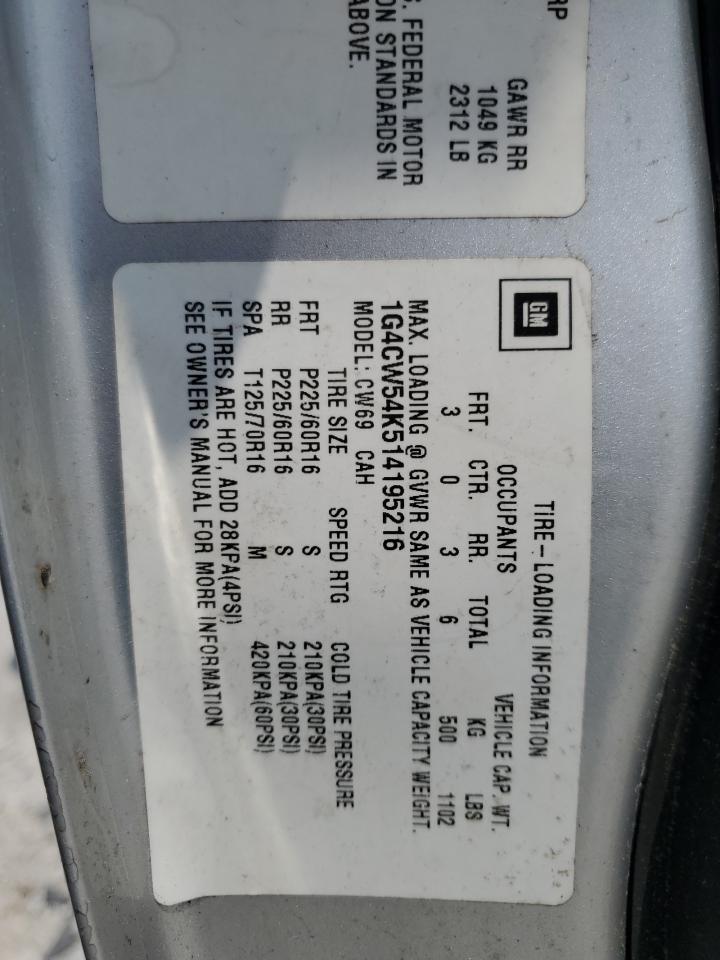 RP
GAWR RR
1049 KG
2312 LB
FEDERAL MOTOR
ON STANDARDS IN
ABOVE.
GM
TIRE-LOADING INFORMATION
OCCUPANTS VEHICLE CAP. WT.
FRT. CTR. RR. TOTAL KG LBS
3 0 3 6 500 1102
MAX. LOADING @ GVWR SAME AS VEHICLE CAPACITY WEIGHT.
1G4CW54K514195216
MODEL: CW69 CAH
TIRE SIZE SPEED RTG COLD TIRE PRESSURE
FRT P225/60R16 S 210KPA(30PSI)
RR P225/60R16 S 210KPA(30PSI)
SPA T125/70R16 M 420KPA(60PSI)
IF TIRES ARE HOT, ADD 28KPA(4PSI)
SEE OWNER'S MANUAL FOR MORE INFORMATION